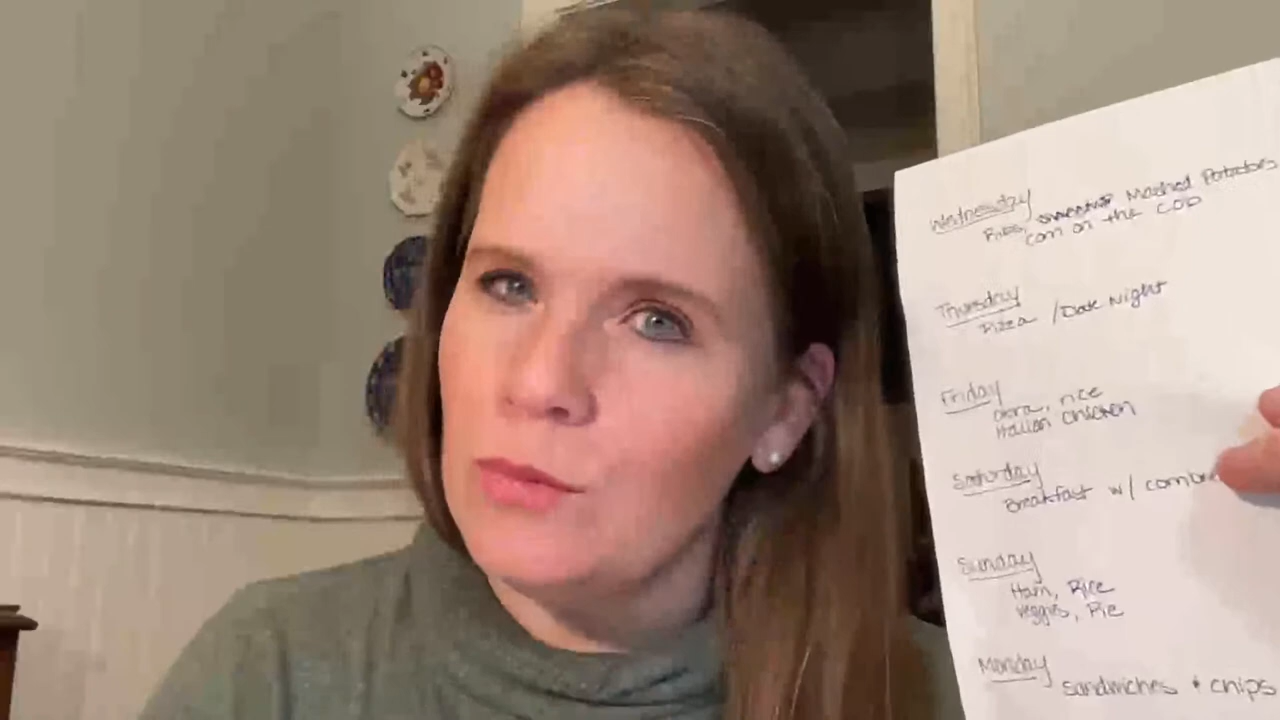 Wednesday
Ribs, Mashed Potatoes
corn on the cob
Thursday
Pizza / Date Night
Friday
okra, rice
Italian Chicken
Saturday
Breakfast w/
Sunday
Ham, Rice
veggies, Pie
Monday
sandwiches + chips